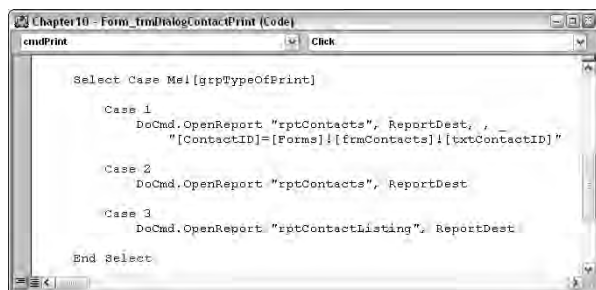 Chapter10 - Form_frmDialogContactPrint (Code)
cmdPrint Click
Select Case Me![grpTypeOfPrint]
Case 1
DoCmd.OpenReport "rptContacts", ReportDest, , _
"[ContactID]=[Forms]![frmContacts]![txtContactID]"
Case 2
DoCmd.OpenReport "rptContacts", ReportDest
Case 3
DoCmd.OpenReport "rptContactListing", ReportDest
End Select